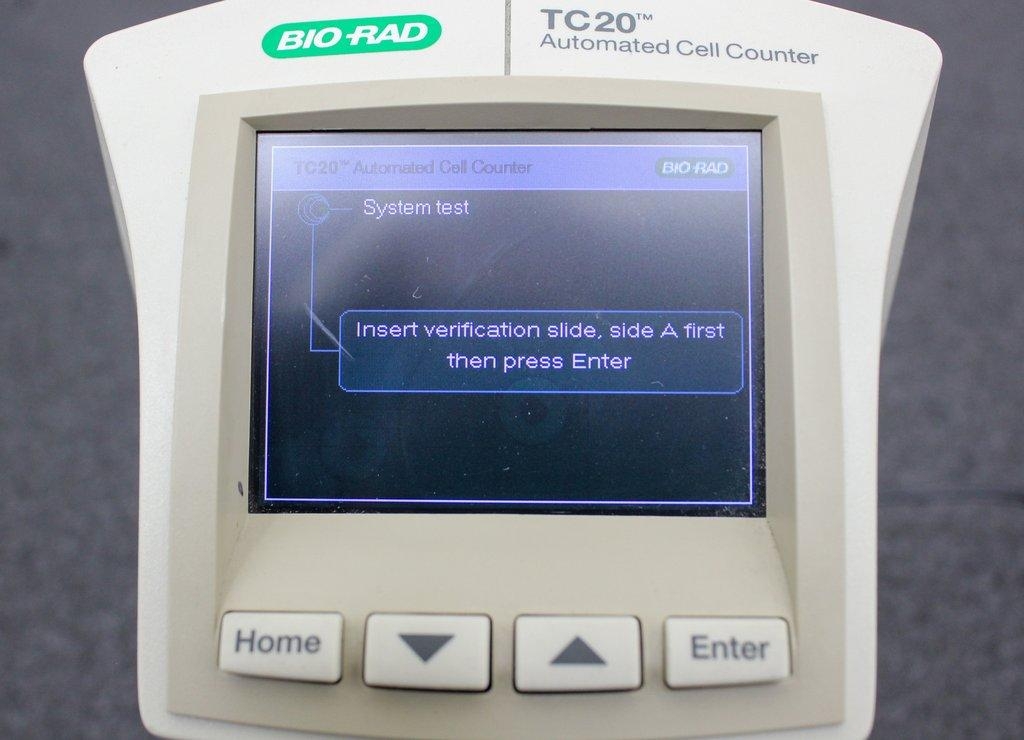 BIO-RAD
TC20™
Automated Cell Counter
TC20™ Automated Cell Counter
BIO-RAD
System test
Insert verification slide, side A first
then press Enter
Home
Enter